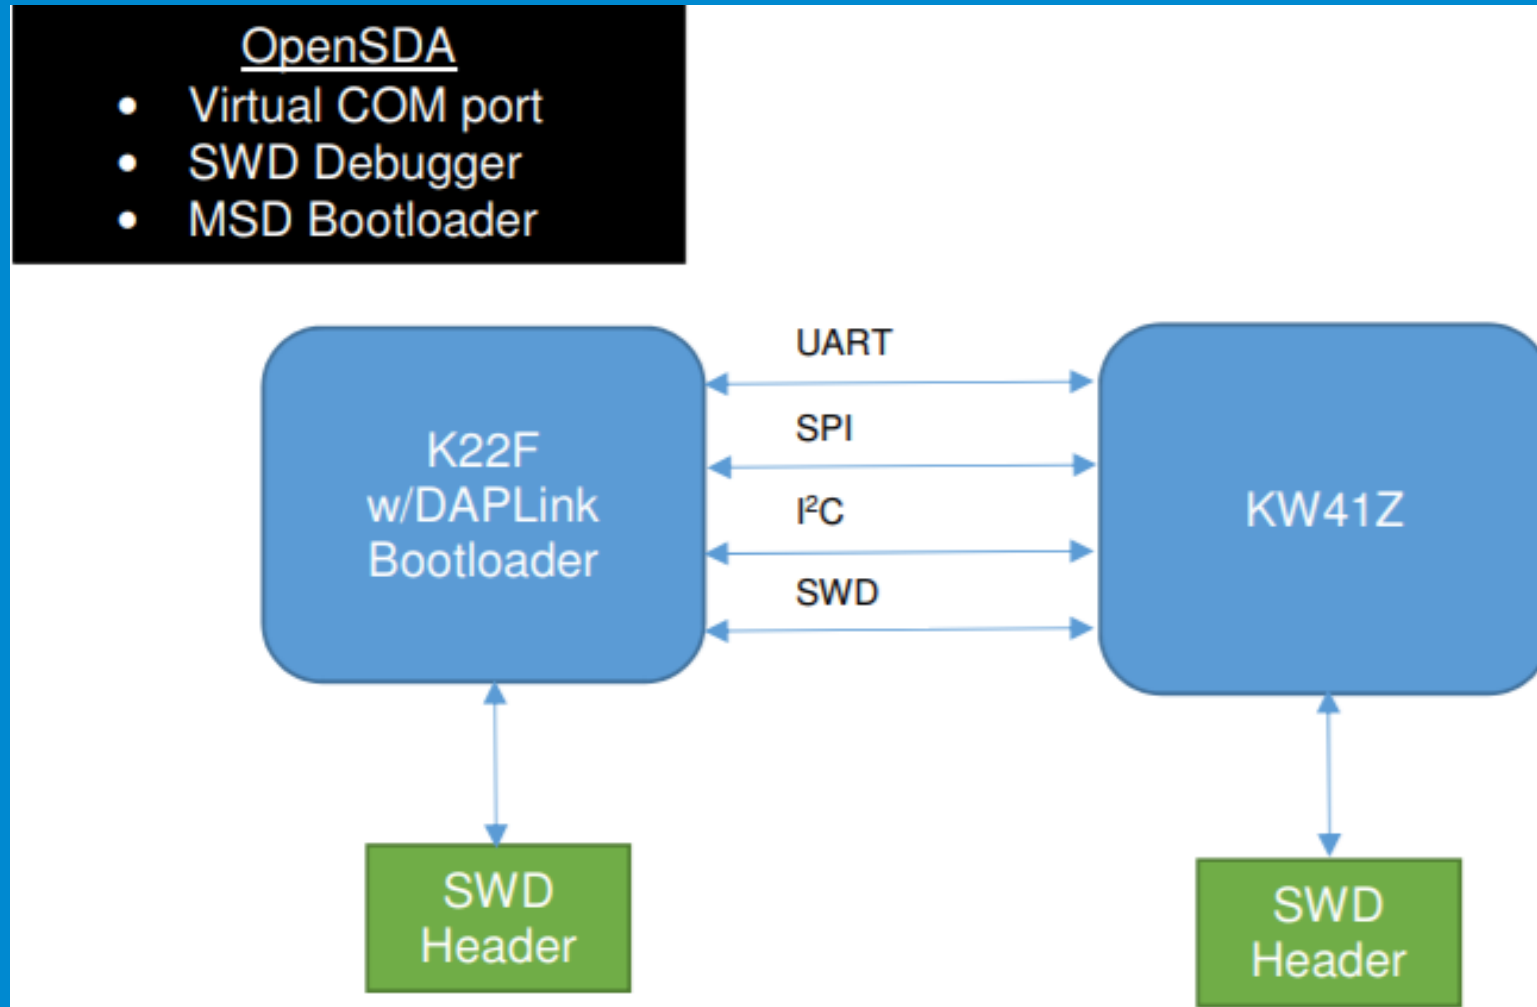 OpenSDA
• Virtual COM port
• SWD Debugger
• MSD Bootloader
UART
SPI
I²C
SWD
K22F
w/DAPLink
Bootloader
KW41Z
SWD
Header
SWD
Header